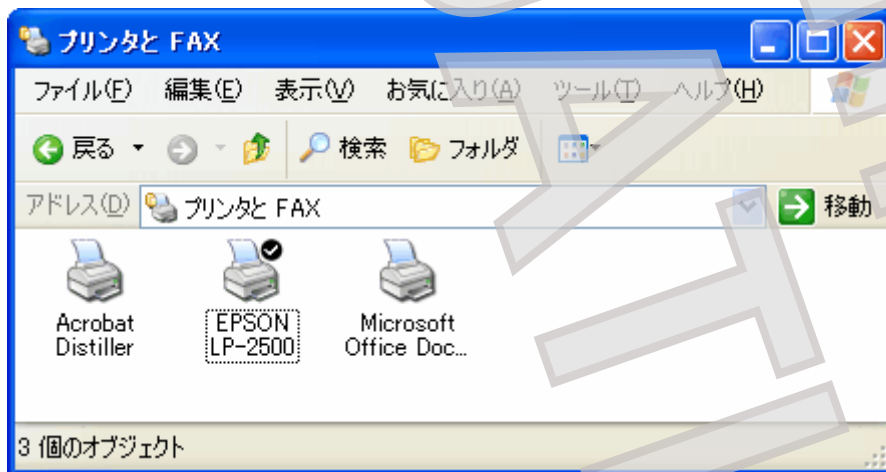 プリンタと FAX
ファイル(F) 編集(E) 表示(V) お気に入り(A) ツール(T) ヘルプ(H)
戻る 検索 フォルダ
アドレス(D) プリンタと FAX 移動
Acrobat
Distiller
EPSON
LP-2500
Microsoft
Office Doc...
3 個のオブジェクト